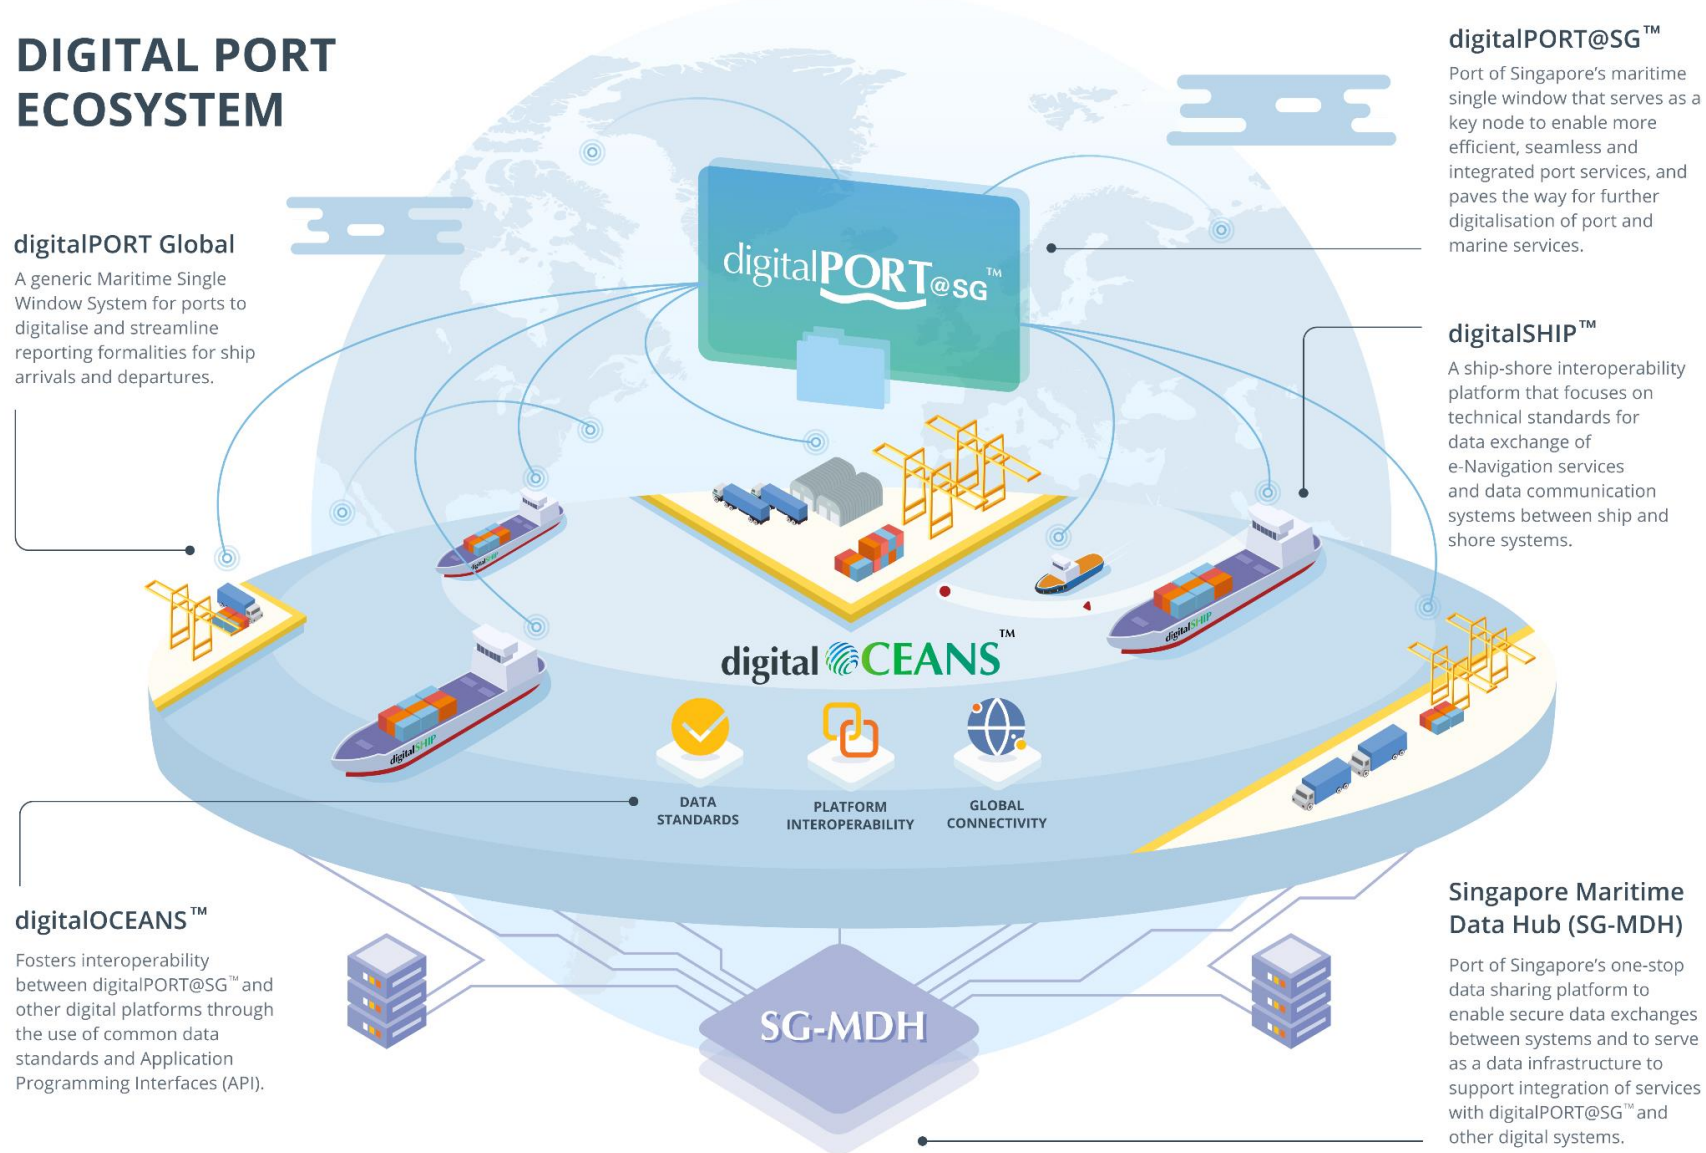 DIGITAL PORT
ECOSYSTEM
digitalPORT Global
A generic Maritime Single
Window System for ports to
digitalise and streamline
reporting formalities for ship
arrivals and departures.
digitalPORT@SG™
Port of Singapore's maritime
single window that serves as a
key node to enable more
efficient, seamless and
integrated port services, and
paves the way for further
digitalisation of port and
marine services.
digitalPORT@SG™
digitalSHIP™
A ship-shore interoperability
platform that focuses on
technical standards for
data exchange of
e-Navigation services
and data communication
systems between ship and
shore systems.
digitalSHIP
digitalSHIP
digitalSHIP
digitalOCEANS™
DATA
STANDARDS
PLATFORM
INTEROPERABILITY
GLOBAL
CONNECTIVITY
digitalOCEANS™
Fosters interoperability
between digitalPORT@SG™ and
other digital platforms through
the use of common data
standards and Application
Programming Interfaces (API).
SG-MDH
Singapore Maritime
Data Hub (SG-MDH)
Port of Singapore's one-stop
data sharing platform to
enable secure data exchanges
between systems and to serve
as a data infrastructure to
support integration of services
with digitalPORT@SG™ and
other digital systems.